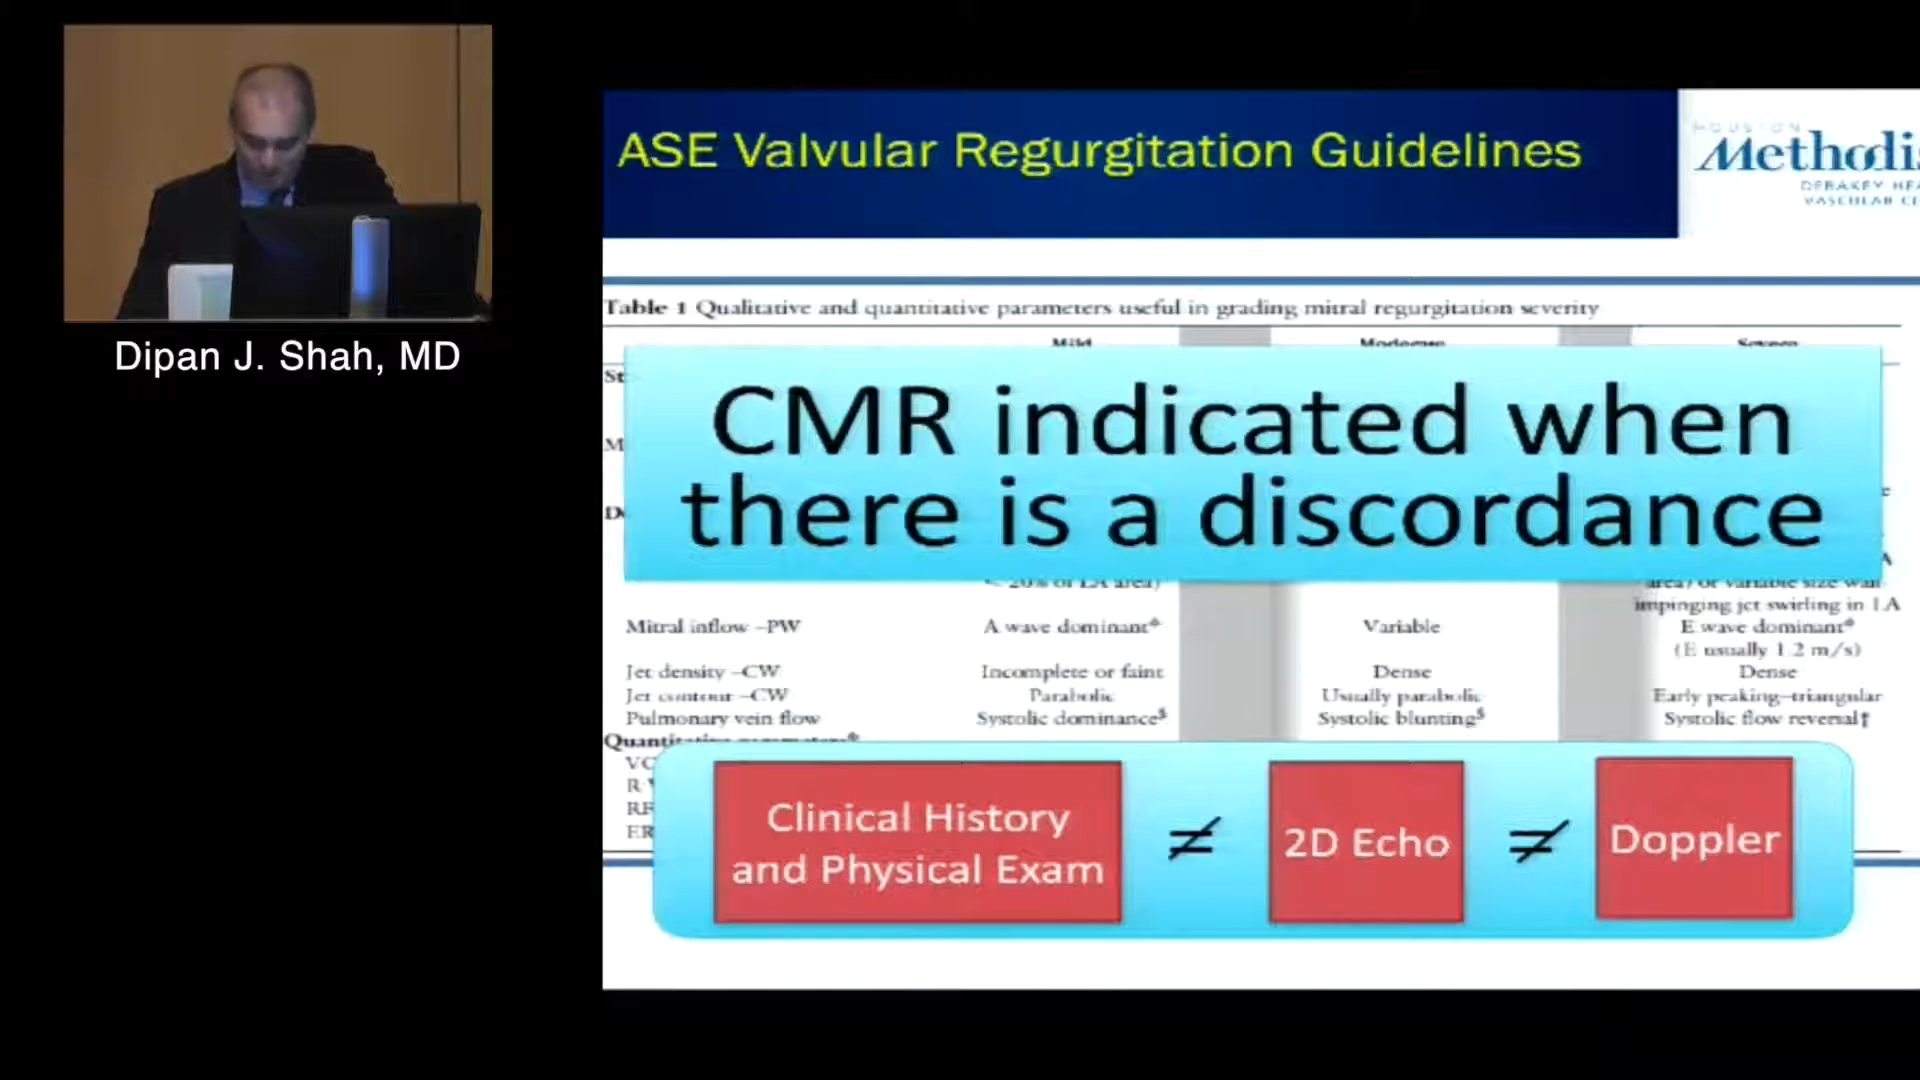 Dipan J. Shah, MD
ASE Valvular Regurgitation Guidelines
HOUSTON
Methodis
DEBAKEY HEA
VASCULAR CE
Table 1 Qualitative and quantitative parameters useful in grading mitral regurgitation severity
Mild Moderate Severe
St
M
D
CMR indicated when
there is a discordance
< 20% of LA area)
area) or variable size wall
impinging jet swirling in LA
Mitral inflow –PW A wave dominant* Variable E wave dominant*
(E usually 1.2 m/s)
Jet density –CW Incomplete or faint Dense Dense
Jet contour –CW Parabolic Usually parabolic Early peaking–triangular
Pulmonary vein flow Systolic dominance§ Systolic blunting§ Systolic flow reversal†
Quantitative parameters
VC
R V
RF
ER
Clinical History
and Physical Exam
≠
2D Echo
≠
Doppler